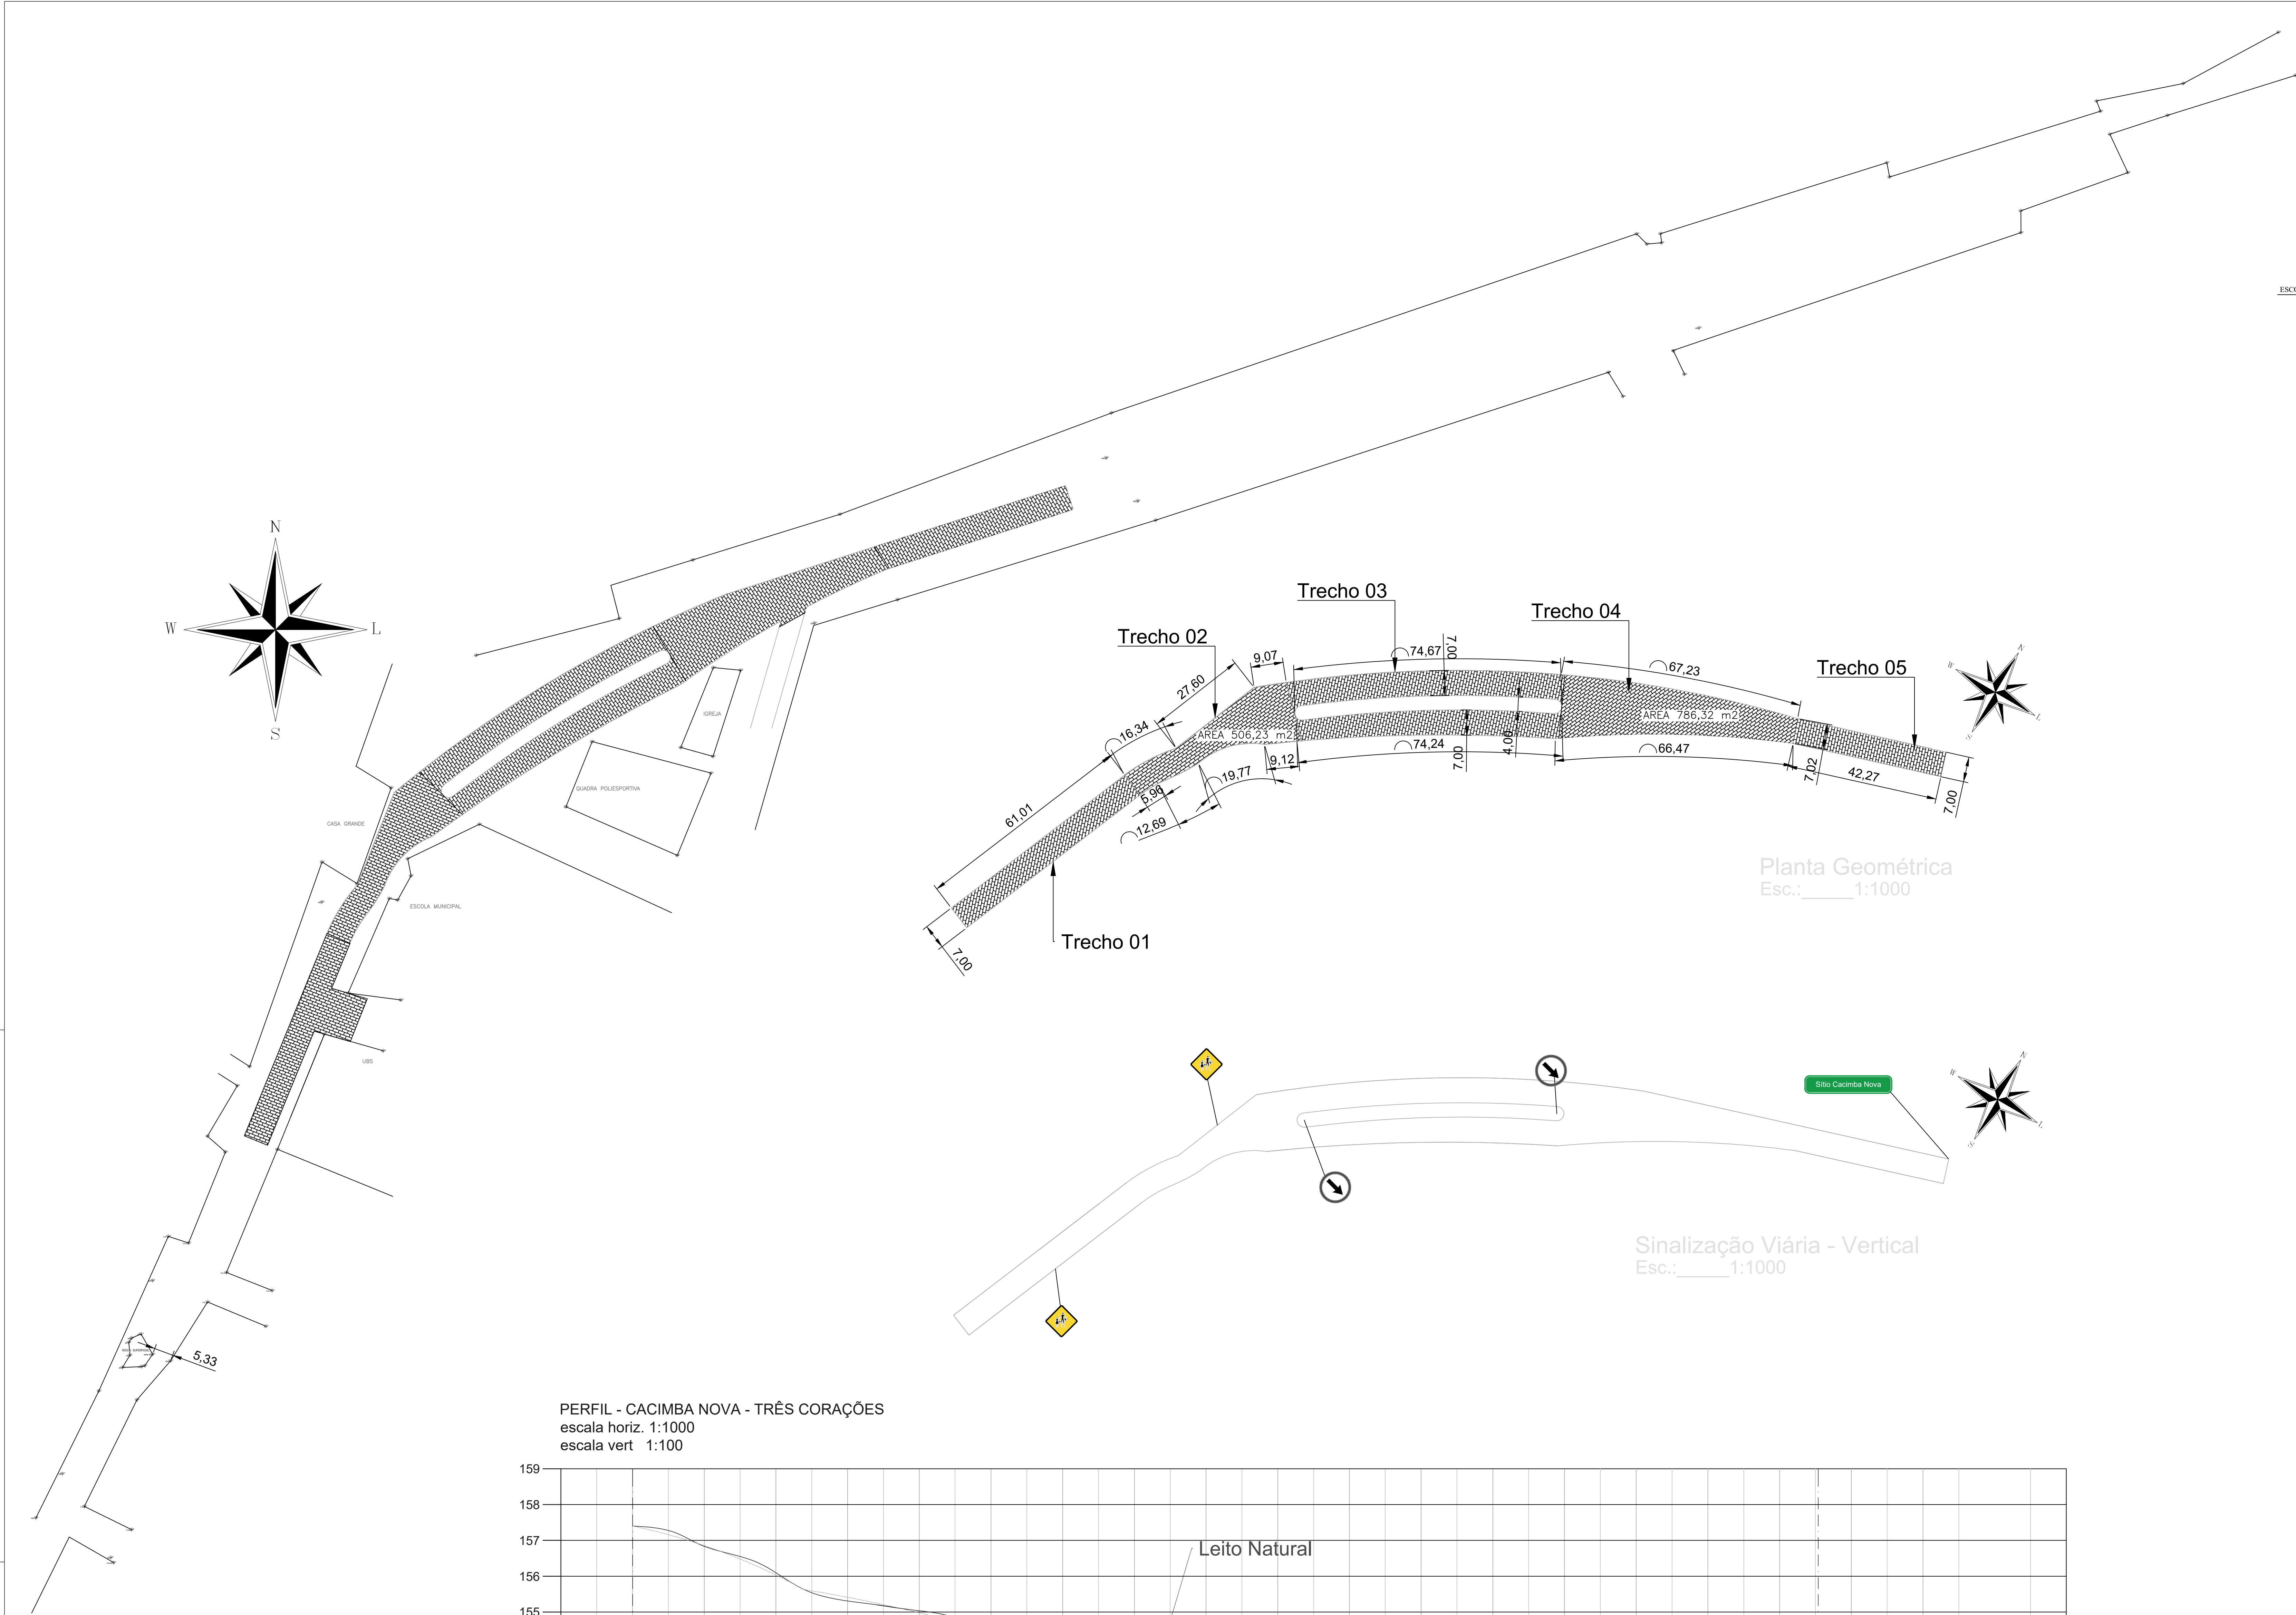 ESCO
N
W
L
S
IGREJA
QUADRA POLIESPORTIVA
CASA GRANDE
ESCOLA MUNICIPAL
UBS
5,33
Trecho 03
Trecho 04
Trecho 02
Trecho 05
9,07
74,67
7,00
67,23
27,60
16,34
AREA 506,23 m2
AREA 786,32 m2
61,01
5,96
19,77
9,12
74,24
7,00
4,00
66,47
7,02
42,27
7,00
12,69
7,00
Trecho 01
N
W
L
S
Planta Geométrica
Esc.:_____1:1000
Sítio Cacimba Nova
N
W
L
S
Sinalização Viária - Vertical
Esc.:_____1:1000
PERFIL - CACIMBA NOVA - TRÊS CORAÇÕES
escala horiz. 1:1000
escala vert 1:100
159
158
157
Leito Natural
156
155